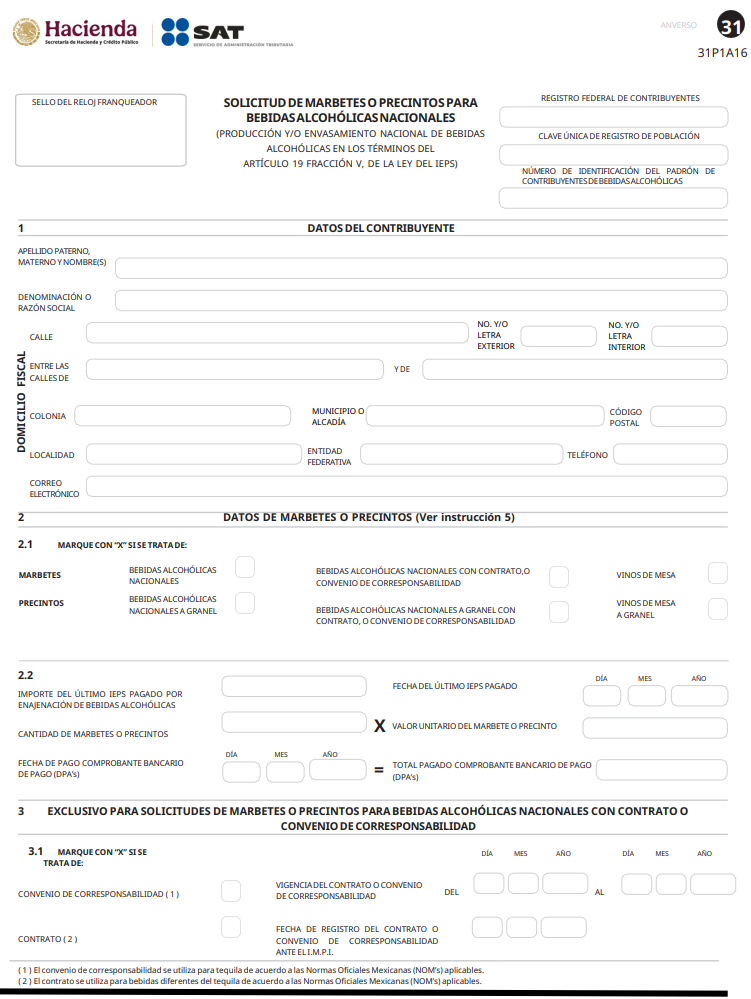 Hacienda
Secretaría de Hacienda y Crédito Público
SAT
SERVICIO DE ADMINISTRACIÓN TRIBUTARIA
ANVERSO
31
31P1A16
SELLO DEL RELOJ FRANQUEADOR
SOLICITUD DE MARBETES O PRECINTOS PARA
BEBIDAS ALCOHÓLICAS NACIONALES
(PRODUCCIÓN Y/O ENVASAMIENTO NACIONAL DE BEBIDAS
ALCOHÓLICAS EN LOS TÉRMINOS DEL
ARTÍCULO 19 FRACCIÓN V, DE LA LEY DEL IEPS)
REGISTRO FEDERAL DE CONTRIBUYENTES
CLAVE ÚNICA DE REGISTRO DE POBLACIÓN
NÚMERO DE IDENTIFICACIÓN DEL PADRÓN DE
CONTRIBUYENTES DE BEBIDAS ALCOHÓLICAS
1 DATOS DEL CONTRIBUYENTE
APELLIDO PATERNO,
MATERNO Y NOMBRE(S)
DENOMINACIÓN O
RAZÓN SOCIAL
DOMICILIO FISCAL
CALLE
NO. Y/O
LETRA
EXTERIOR
NO. Y/O
LETRA
INTERIOR
ENTRE LAS
CALLES DE
Y DE
COLONIA
MUNICIPIO O
ALCADÍA
CÓDIGO
POSTAL
LOCALIDAD
ENTIDAD
FEDERATIVA
TELÉFONO
CORREO
ELECTRÓNICO
2 DATOS DE MARBETES O PRECINTOS (Ver instrucción 5)
2.1 MARQUE CON "X" SI SE TRATA DE:
MARBETES
BEBIDAS ALCOHÓLICAS
NACIONALES
BEBIDAS ALCOHÓLICAS NACIONALES CON CONTRATO,O
CONVENIO DE CORRESPONSABILIDAD
VINOS DE MESA
PRECINTOS
BEBIDAS ALCOHÓLICAS
NACIONALES A GRANEL
BEBIDAS ALCOHÓLICAS NACIONALES A GRANEL CON
CONTRATO, O CONVENIO DE CORRESPONSABILIDAD
VINOS DE MESA
A GRANEL
2.2
IMPORTE DEL ÚLTIMO IEPS PAGADO POR
ENAJENACIÓN DE BEBIDAS ALCOHÓLICAS
FECHA DEL ÚLTIMO IEPS PAGADO
DÍA MES AÑO
CANTIDAD DE MARBETES O PRECINTOS
X VALOR UNITARIO DEL MARBETE O PRECINTO
FECHA DE PAGO COMPROBANTE BANCARIO
DE PAGO (DPA's)
DÍA MES AÑO
= TOTAL PAGADO COMPROBANTE BANCARIO DE PAGO
(DPA's)
3 EXCLUSIVO PARA SOLICITUDES DE MARBETES O PRECINTOS PARA BEBIDAS ALCOHÓLICAS NACIONALES CON CONTRATO O
CONVENIO DE CORRESPONSABILIDAD
3.1 MARQUE CON "X" SI SE
TRATA DE:
DÍA MES AÑO DÍA MES AÑO
CONVENIO DE CORRESPONSABILIDAD ( 1 )
VIGENCIA DEL CONTRATO O CONVENIO
DE CORRESPONSABILIDAD
DEL AL
CONTRATO ( 2 )
FECHA DE REGISTRO DEL CONTRATO O
CONVENIO DE CORRESPONSABILIDAD
ANTE EL I.M.P.I.
( 1 ) El convenio de corresponsabilidad se utiliza para tequila de acuerdo a las Normas Oficiales Mexicanas (NOM's) aplicables.
( 2 ) El contrato se utiliza para bebidas diferentes del tequila de acuerdo a las Normas Oficiales Mexicanas (NOM's) aplicables.